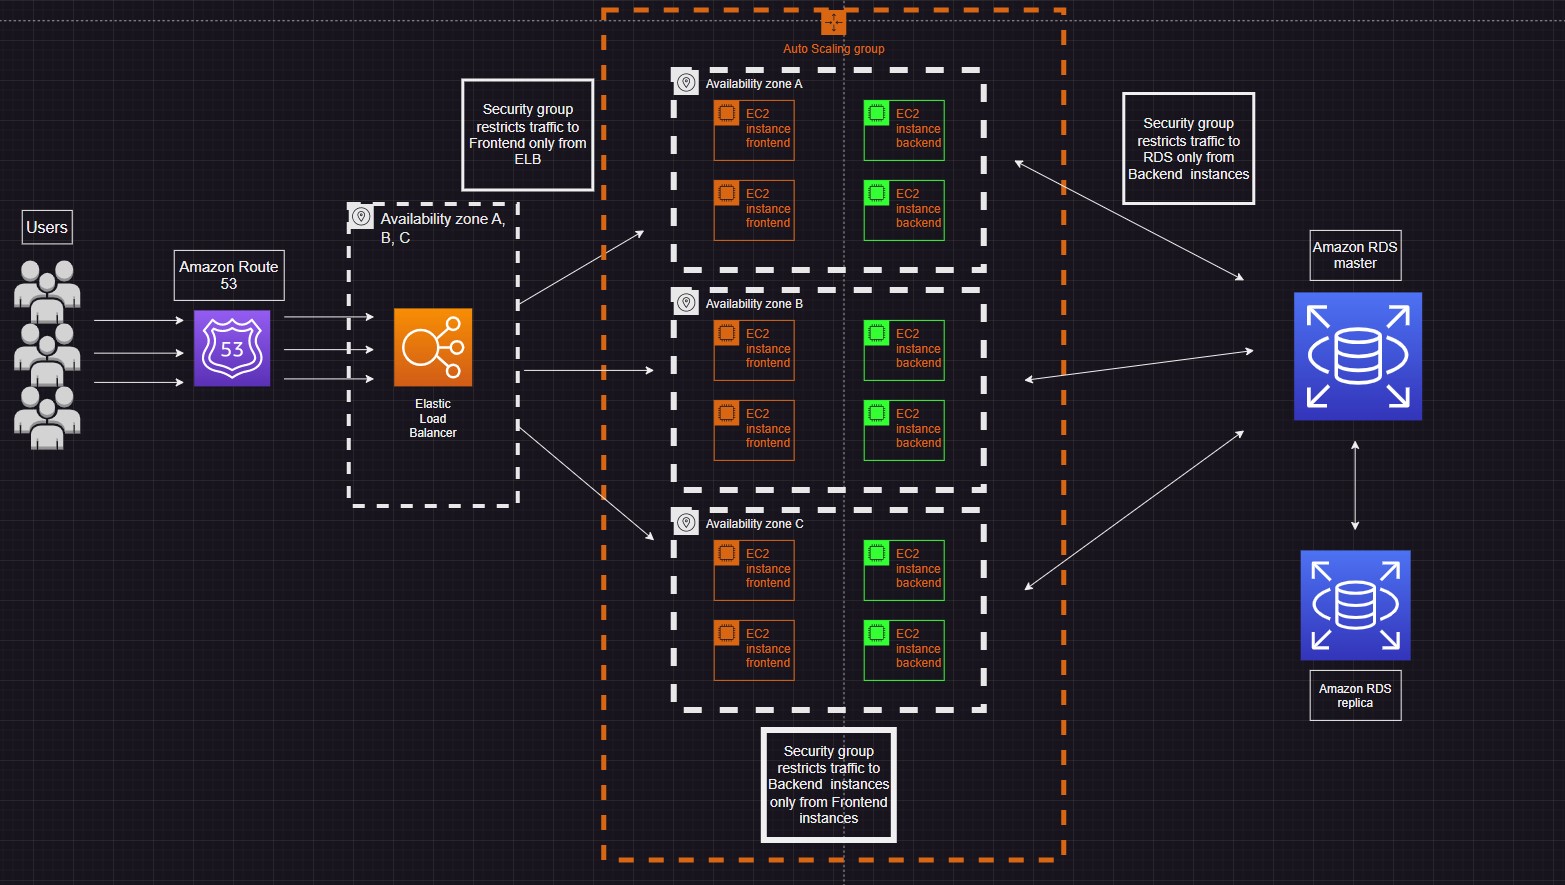 Auto Scaling group
Security group
restricts traffic to
Frontend only from
ELB
Users
Amazon Route
53
53
Availability zone A,
B, C
Elastic
Load
Balancer
Availability zone A
EC2
instance
frontend
EC2
instance
backend
EC2
instance
frontend
EC2
instance
backend
Availability zone B
EC2
instance
frontend
EC2
instance
backend
EC2
instance
frontend
EC2
instance
backend
Availability zone C
EC2
instance
frontend
EC2
instance
backend
EC2
instance
frontend
EC2
instance
backend
Security group
restricts traffic to
Backend instances
only from Frontend
instances
Security group
restricts traffic to
RDS only from
Backend instances
Amazon RDS
master
Amazon RDS
replica